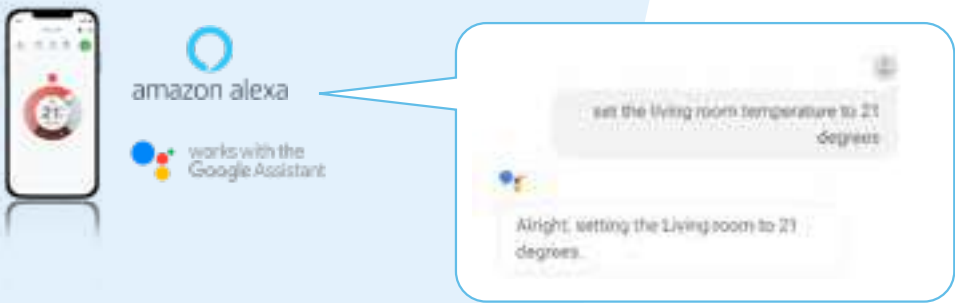 21
amazon alexa
works with the
Google Assistant
set the living room temperature to 21
degrees
Alright, setting the Living room to 21
degrees.